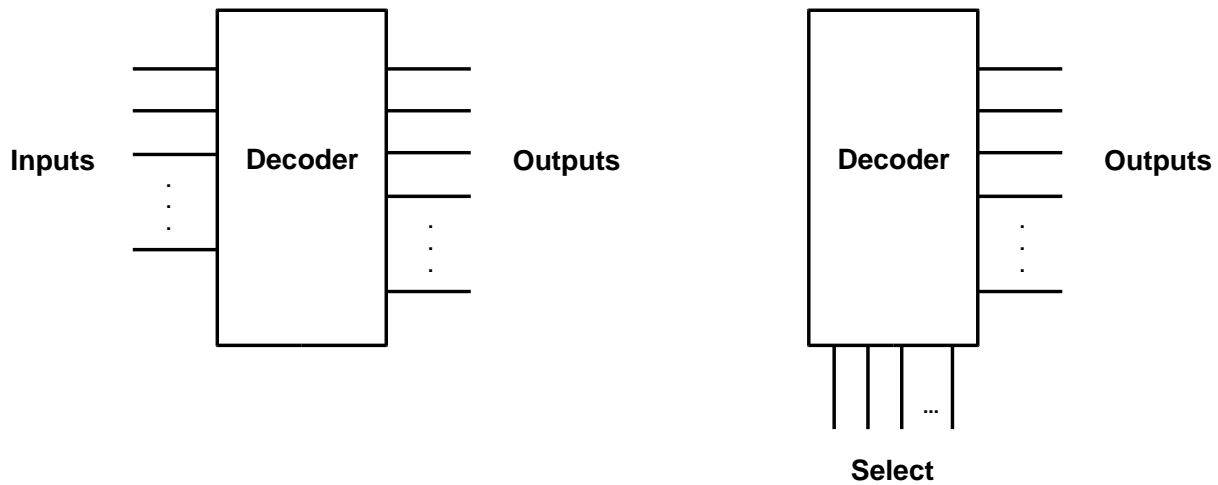 Inputs
Decoder
Outputs
Decoder
Outputs
...
Select